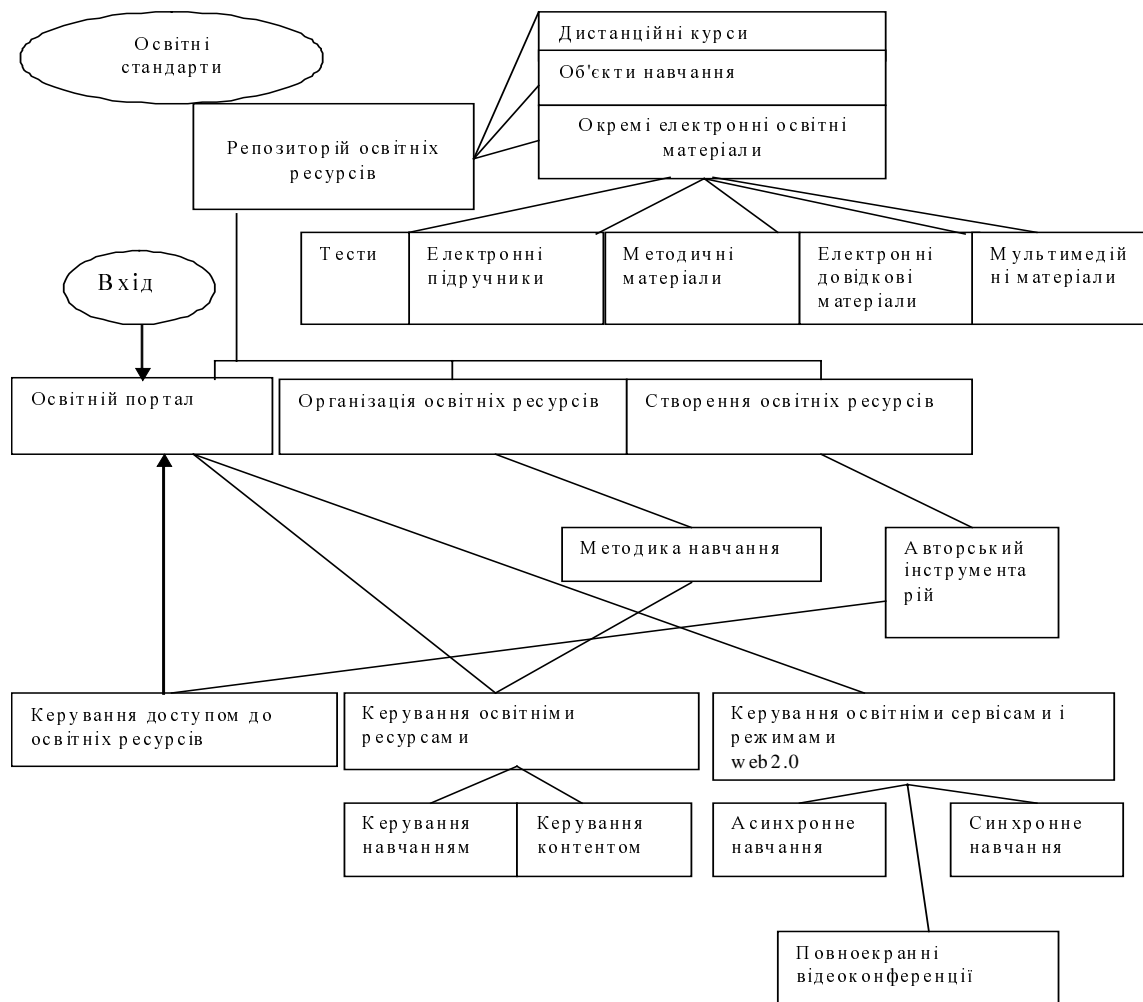 Освітні
стандарти
Дистанційні курси
Об'єкти навчання
Окремі електронні освітні
матеріали
Репозиторій освітніх
ресурсів
Тести
Електронні
підручники
Методичні
матеріали
Електронні
довідкові
матеріали
Мультимедій
ні матеріали
Вхід
Освітній портал
Організація освітніх ресурсів
Створення освітніх ресурсів
Методика навчання
Авторський
інструмента
рій
Керування доступом до
освітніх ресурсів
Керування освітніми
ресурсами
Керування освітніми сервісами і
режимами
web2.0
Керування
навчанням
Керування
контентом
Асинхронне
навчання
Синхронне
навчання
Повноекранні
відеоконференції